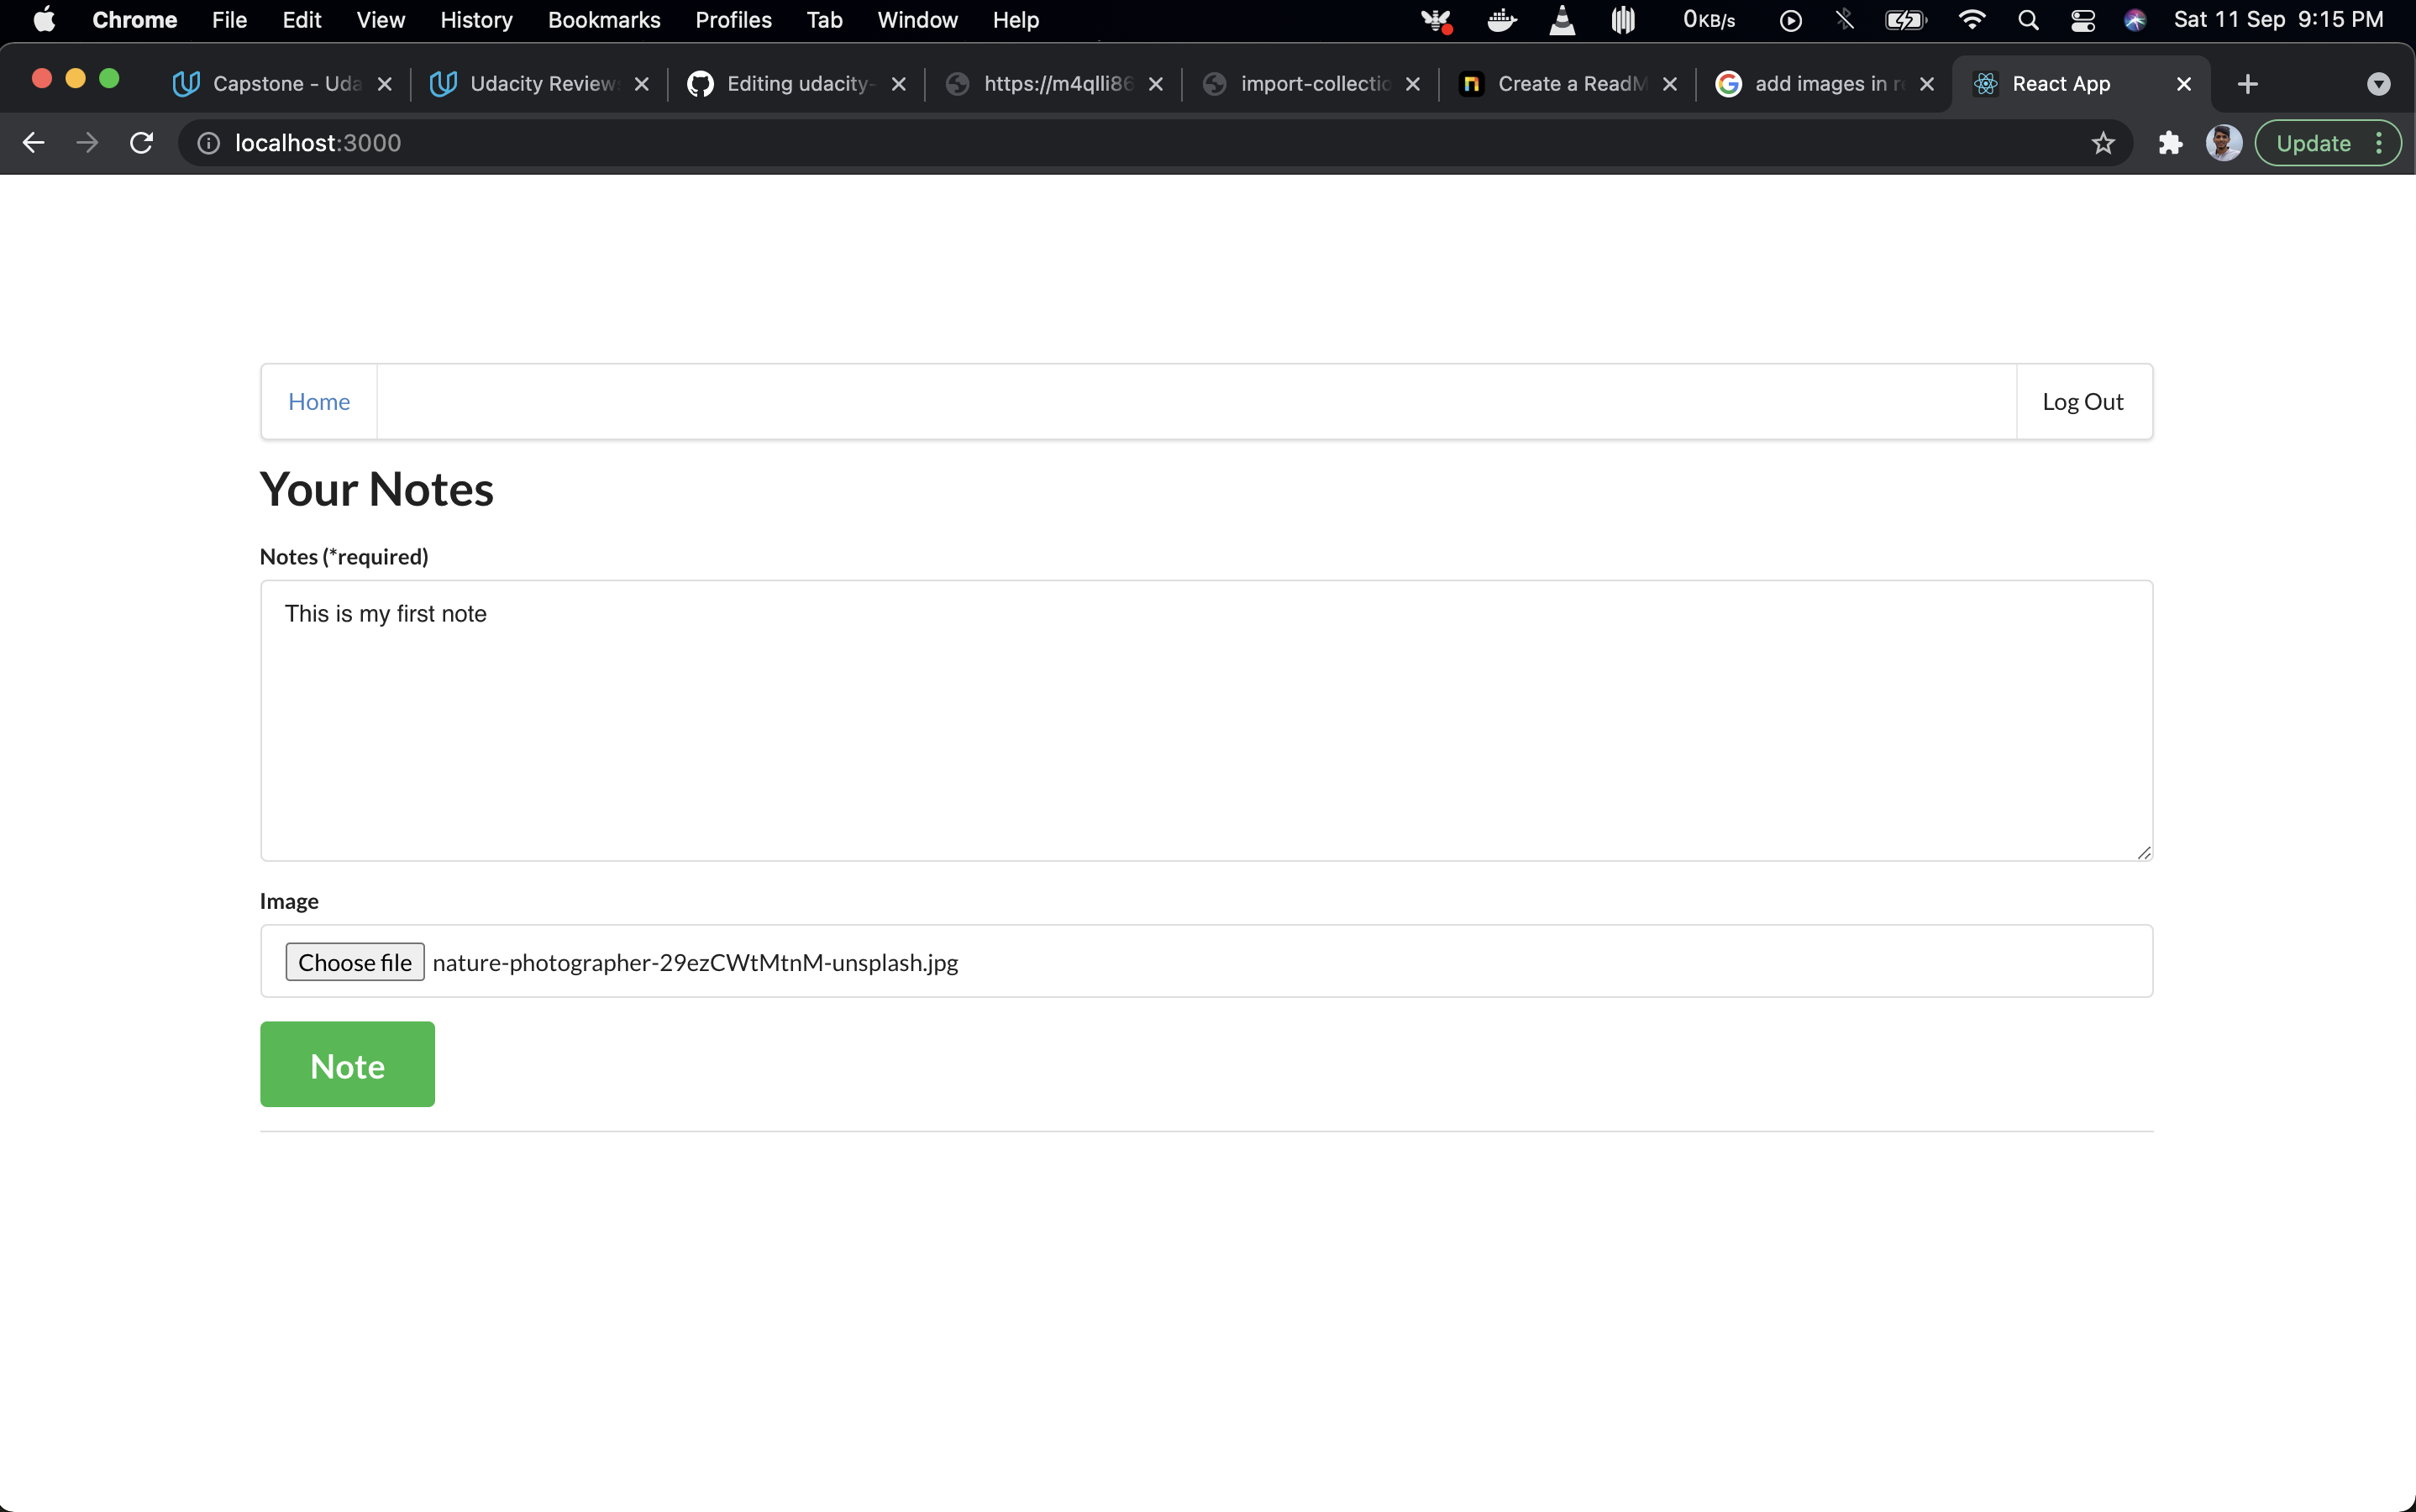 Chrome File Edit View History Bookmarks Profiles Tab Window Help 0KB/s Sat 11 Sep 9:15 PM
Capstone - Uda Udacity Review Editing udacity- https://m4qlli86 import-collectio Create a ReadM add images in re React App
localhost:3000 Update
Home Log Out
Your Notes
Notes (*required)
This is my first note
Image
Choose file nature-photographer-29ezCWtMtnM-unsplash.jpg
Note